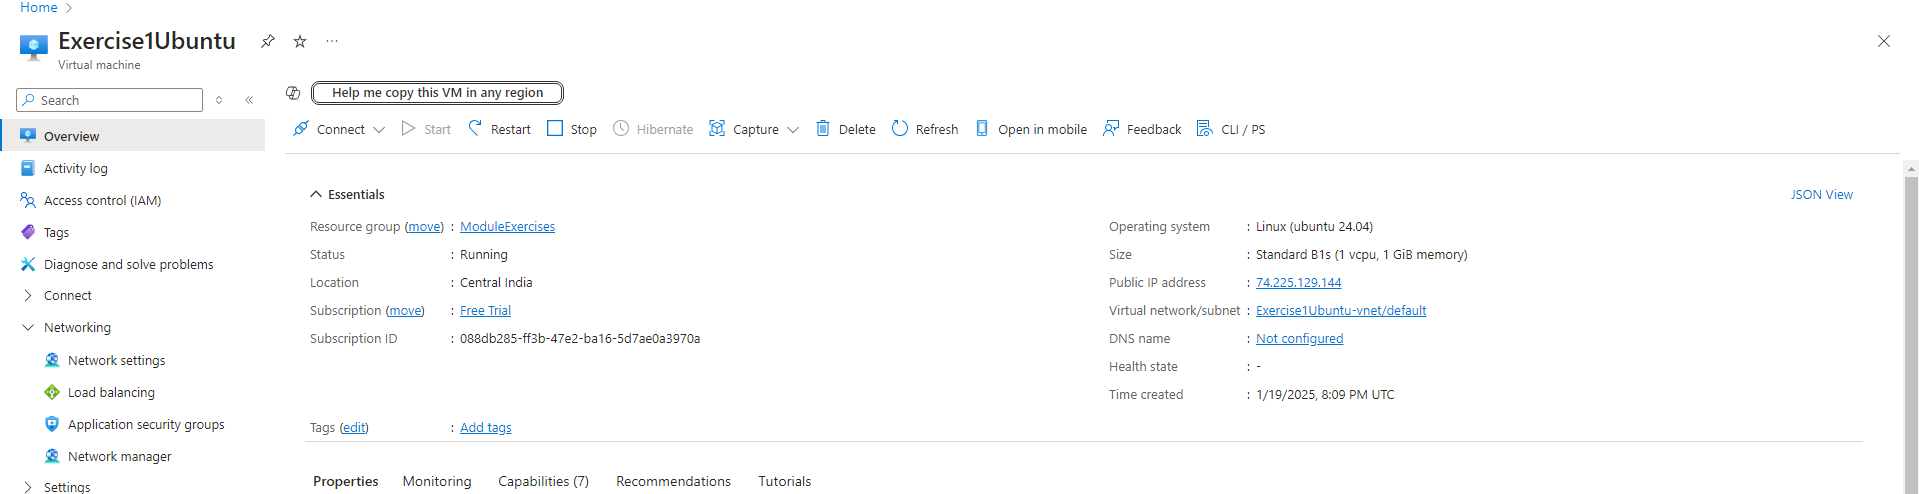 Home
Exercise1Ubuntu
Virtual machine
Search
Help me copy this VM in any region
Connect Start Restart Stop Hibernate Capture Delete Refresh Open in mobile Feedback CLI / PS
Overview
Activity log
Access control (IAM)
Tags
Diagnose and solve problems
Connect
Networking
Network settings
Load balancing
Application security groups
Network manager
Settings
Essentials
JSON View
Resource group (move) : ModuleExercises
Status : Running
Location : Central India
Subscription (move) : Free Trial
Subscription ID : 088db285-ff3b-47e2-ba16-5d7ae0a3970a
Operating system : Linux (ubuntu 24.04)
Size : Standard B1s (1 vcpu, 1 GiB memory)
Public IP address : 74.225.129.144
Virtual network/subnet : Exercise1Ubuntu-vnet/default
DNS name : Not configured
Health state : -
Time created : 1/19/2025, 8:09 PM UTC
Tags (edit) : Add tags
Properties Monitoring Capabilities (7) Recommendations Tutorials